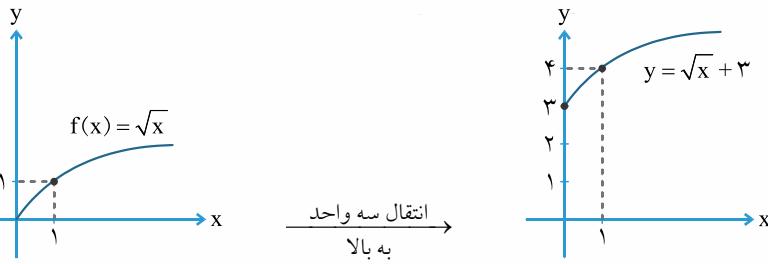 y
f(x) = √x
۱
۱
x
انتقال سه واحد
به بالا
y
۴
y = √x + ۳
۳
۲
۱
۱
x